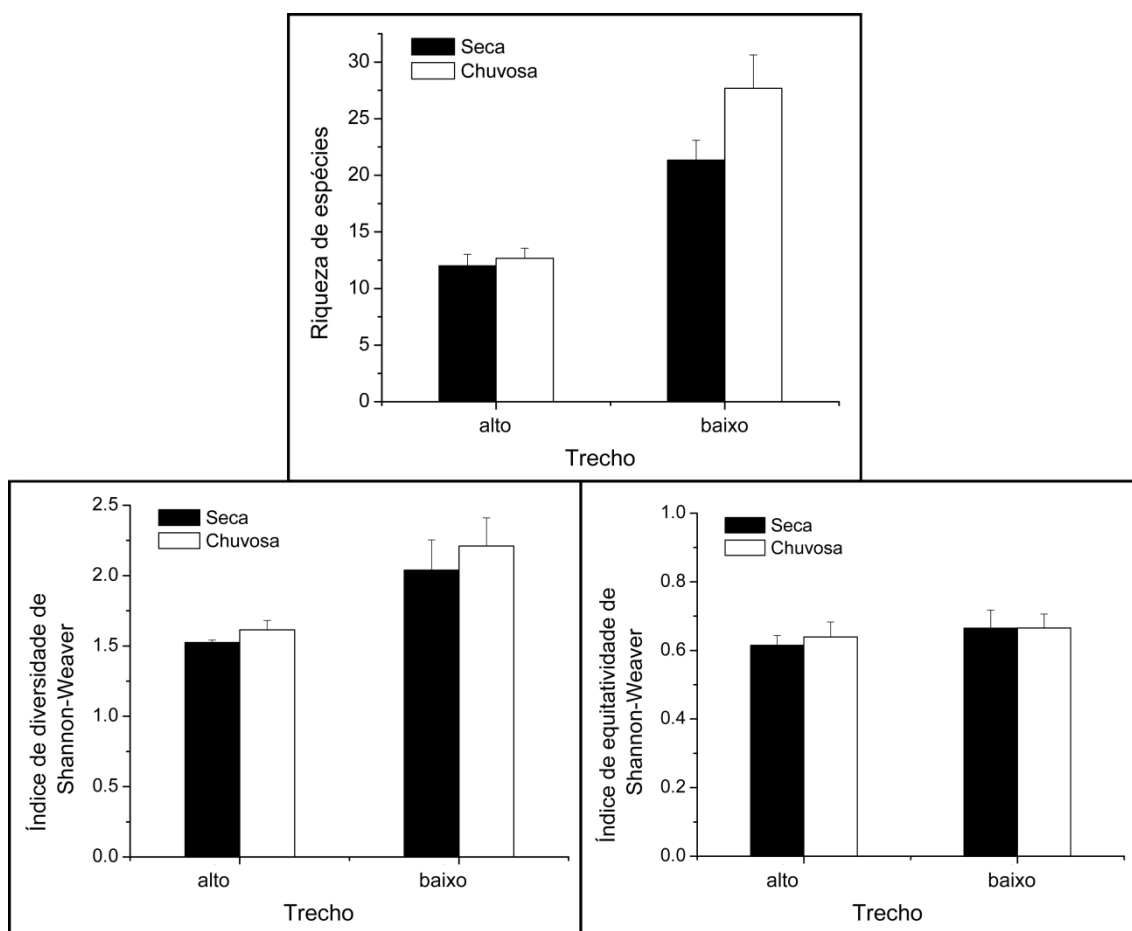 Seca
Chuvosa
30
25
20
15
10
5
0
Riqueza de espécies
alto
baixo
Trecho
Seca
Chuvosa
2.5
2.0
1.5
1.0
0.5
0.0
Índice de diversidade de
Shannon-Weaver
alto
baixo
Trecho
Seca
Chuvosa
1.0
0.8
0.6
0.4
0.2
0.0
Índice de equitatividade de
Shannon-Weaver
alto
baixo
Trecho